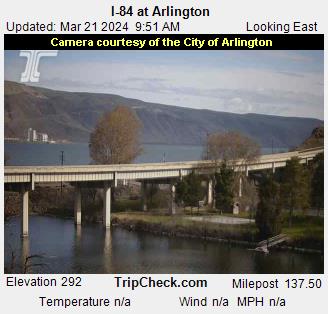 I-84 at Arlington
Updated: Mar 21 2024 9:51 AM Looking East
Camera courtesy of the City of Arlington
Elevation 292 TripCheck.com Milepost 137.50
Temperature n/a Wind n/a MPH n/a